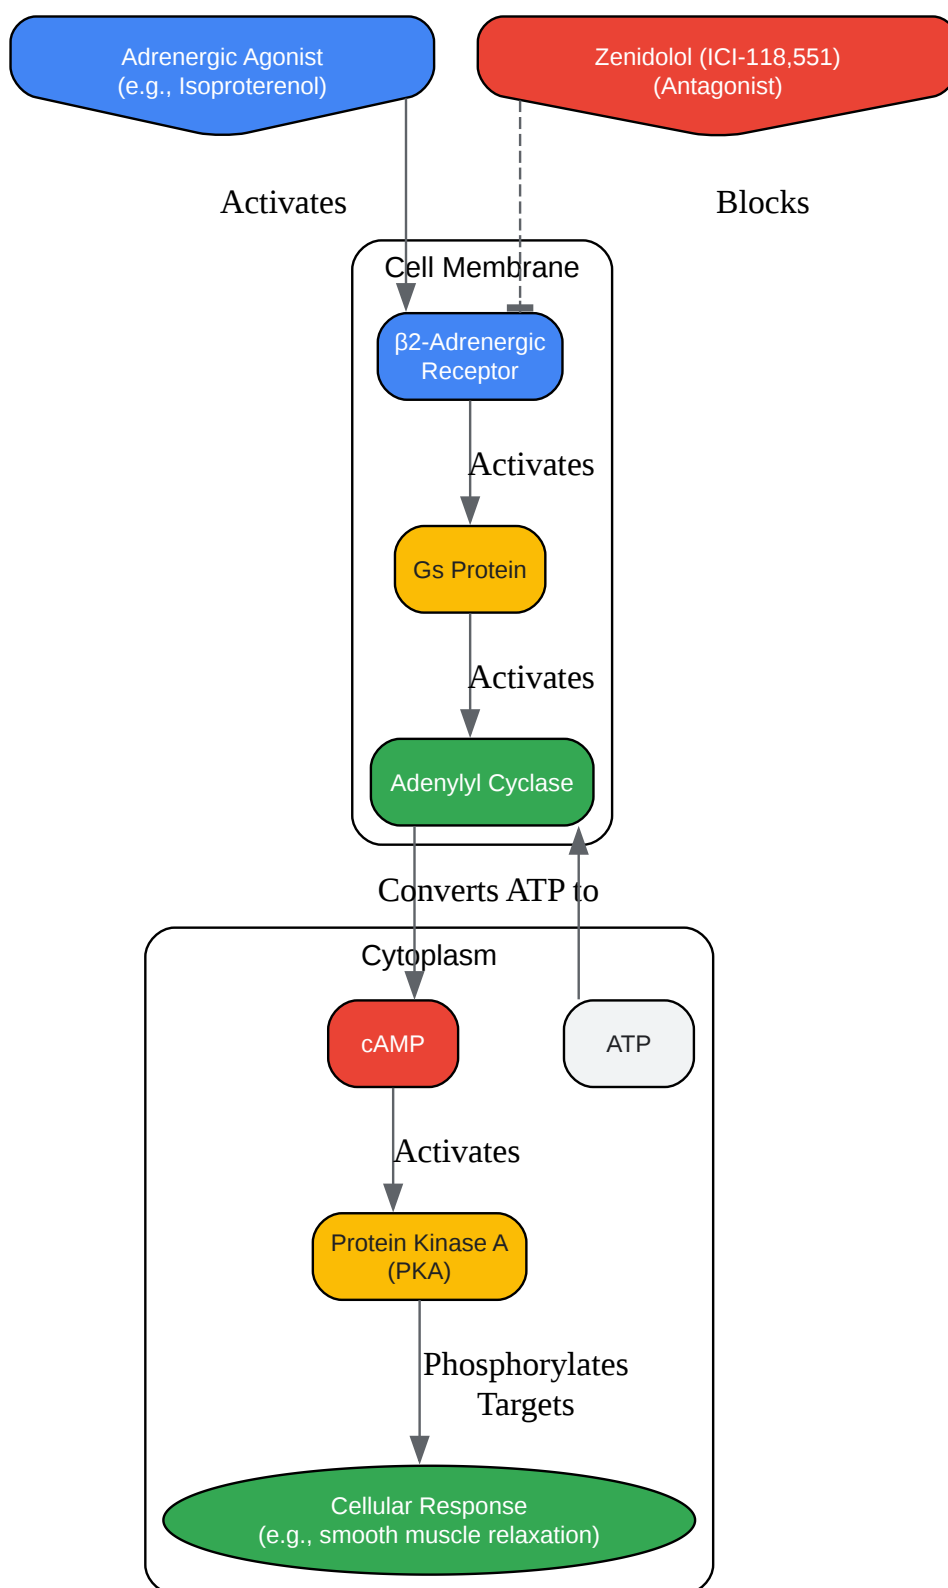 Adrenergic Agonist
(e.g., Isoproterenol)
Zenidolol (ICI-118,551)
(Antagonist)
Activates
Blocks
Cell Membrane
β2-Adrenergic
Receptor
Activates
Gs Protein
Activates
Adenylyl Cyclase
Converts ATP to
Cytoplasm
cAMP
ATP
Activates
Protein Kinase A
(PKA)
Phosphorylates
Targets
Cellular Response
(e.g., smooth muscle relaxation)